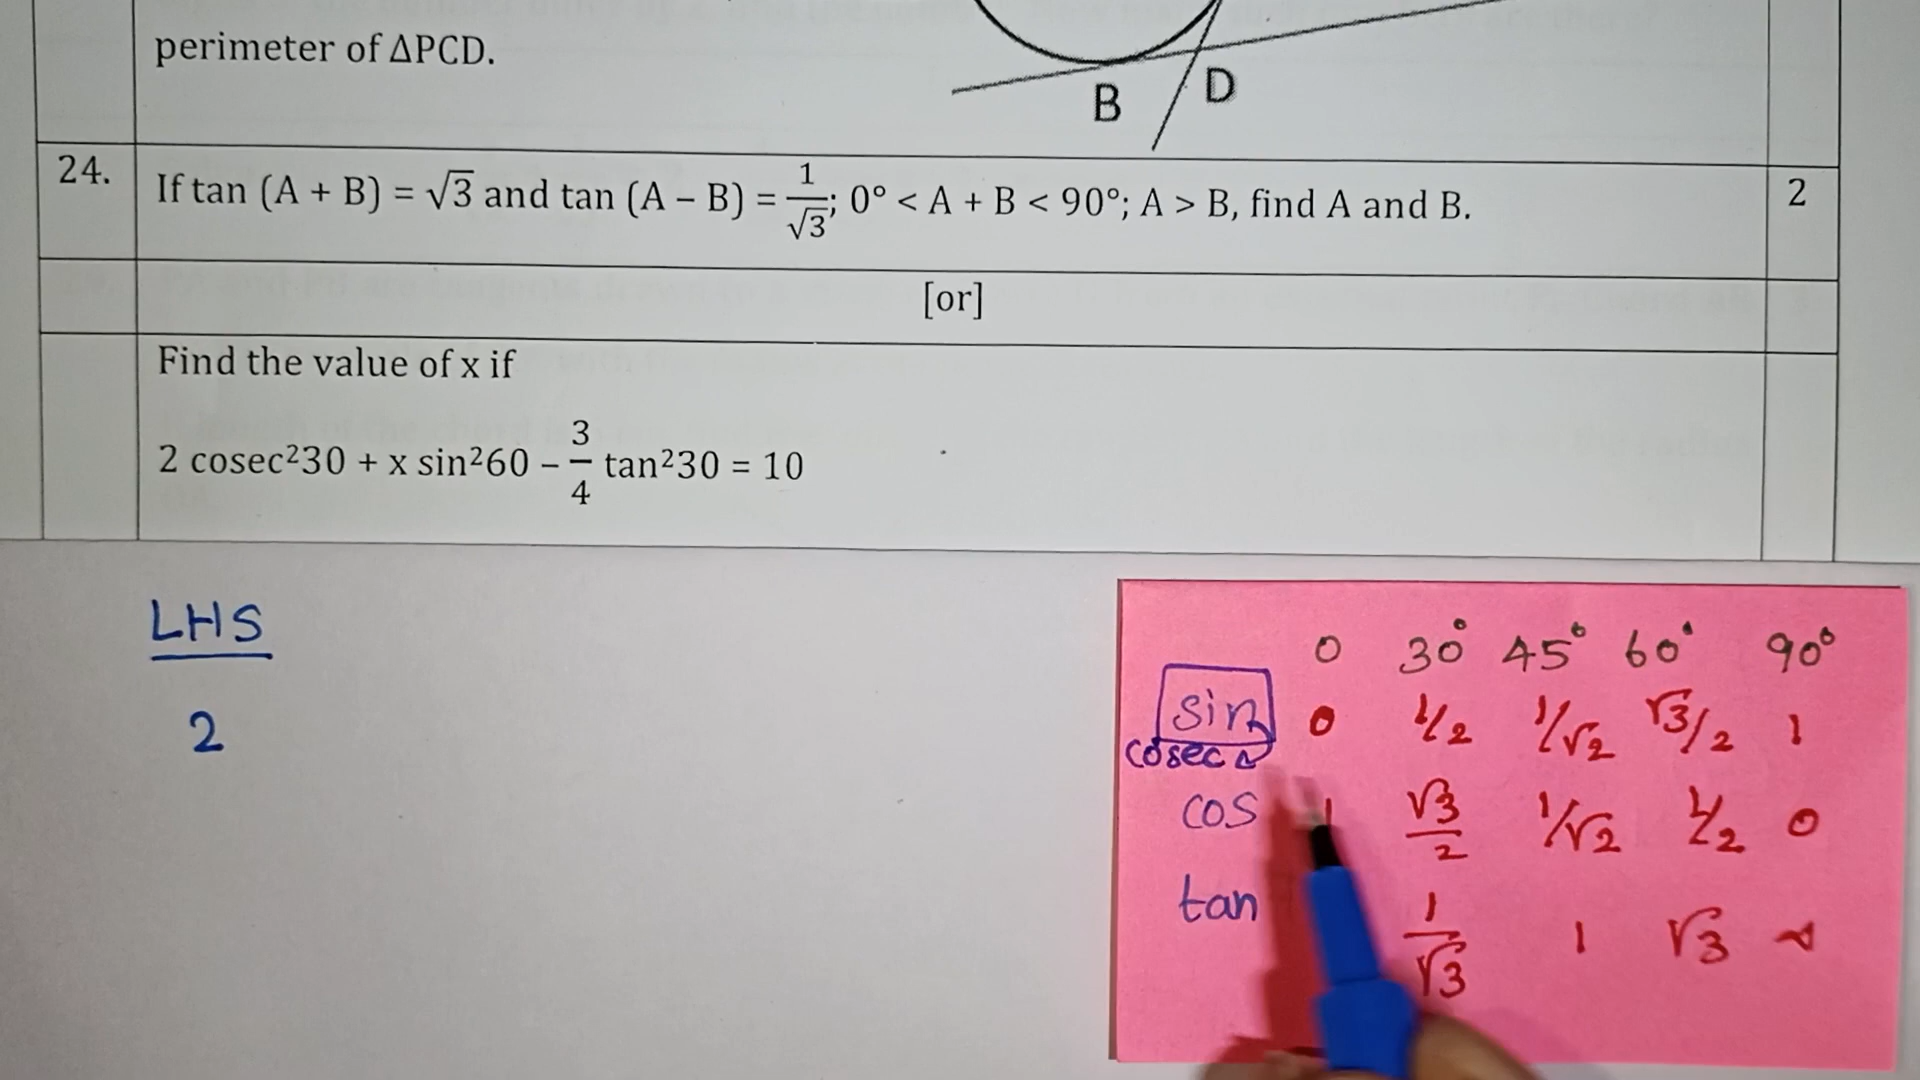 perimeter of ΔPCD.
B
D
24.
If tan (A + B) = √3 and tan (A – B) = 1/√3; 0° < A + B < 90°; A > B, find A and B.
2
[or]
Find the value of x if
2 cosec²30 + x sin²60 – 3/4 tan²30 = 10
LHS
2
0 30° 45° 60° 90°
sin 0 1/2 1/√2 √3/2 1
cosec
cos 1 √3/2 1/√2 1/2 0
tan 1/√3 1 √3